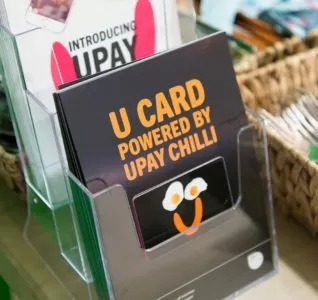 INTRODUCING
UPAY
U CARD
POWERED BY
UPAY CHILLI